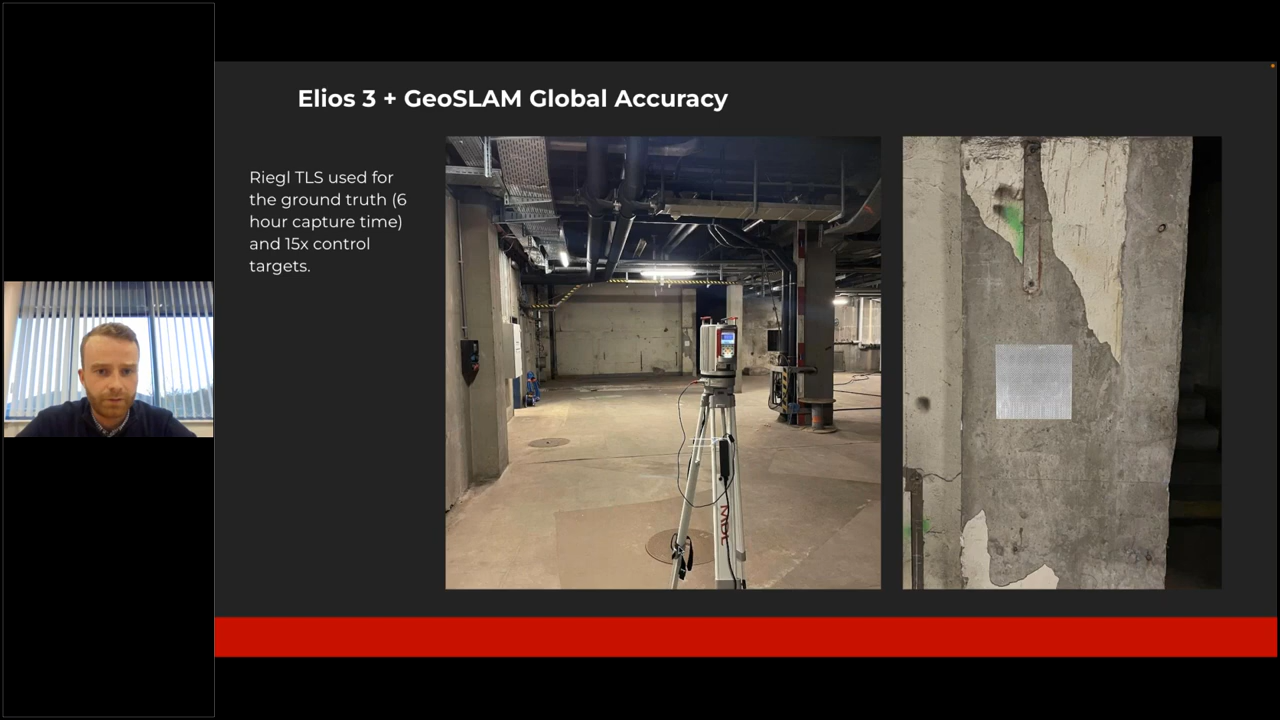 Elios 3 + GeoSLAM Global Accuracy
Riegl TLS used for
the ground truth (6
hour capture time)
and 15x control
targets.
MDL